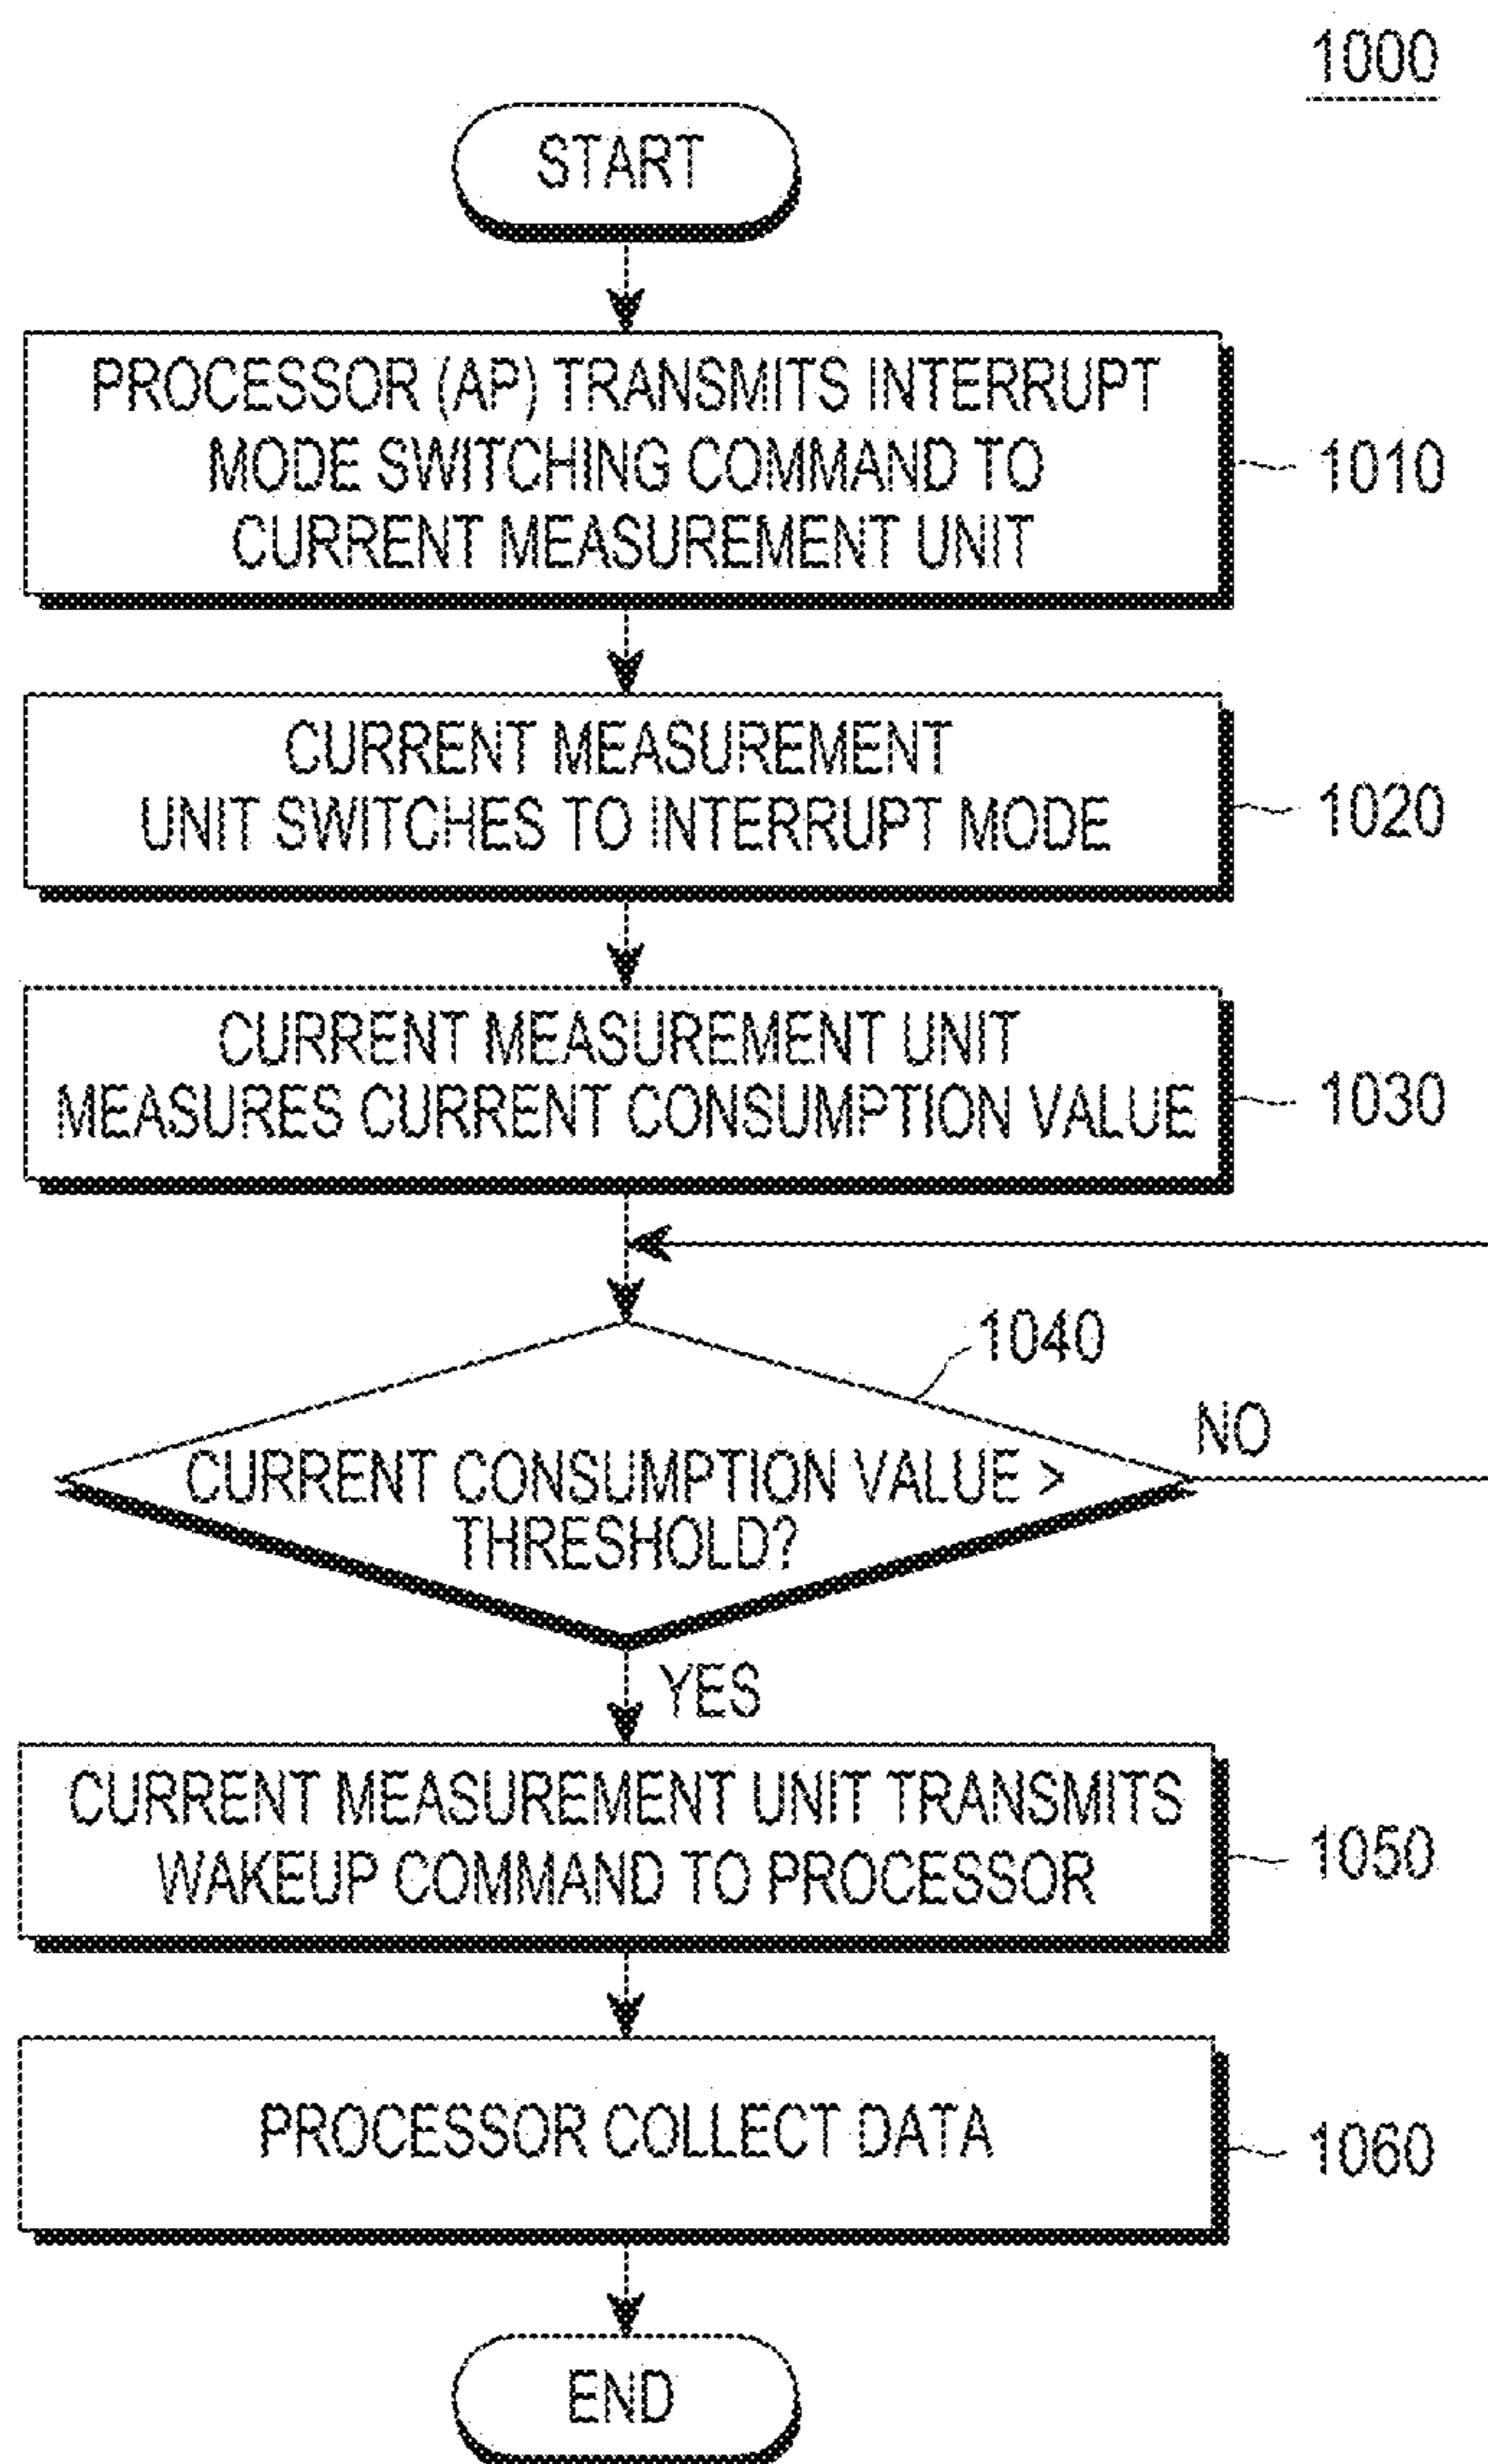 1000
START
PROCESSOR (AP) TRANSMITS INTERRUPT
MODE SWITCHING COMMAND TO
CURRENT MEASUREMENT UNIT
1010
CURRENT MEASUREMENT
UNIT SWITCHES TO INTERRUPT MODE
1020
CURRENT MEASUREMENT UNIT
MEASURES CURRENT CONSUMPTION VALUE
1030
1040
NO
CURRENT CONSUMPTION VALUE >
THRESHOLD?
YES
CURRENT MEASUREMENT UNIT TRANSMITS
WAKEUP COMMAND TO PROCESSOR
1050
PROCESSOR COLLECT DATA
1060
END